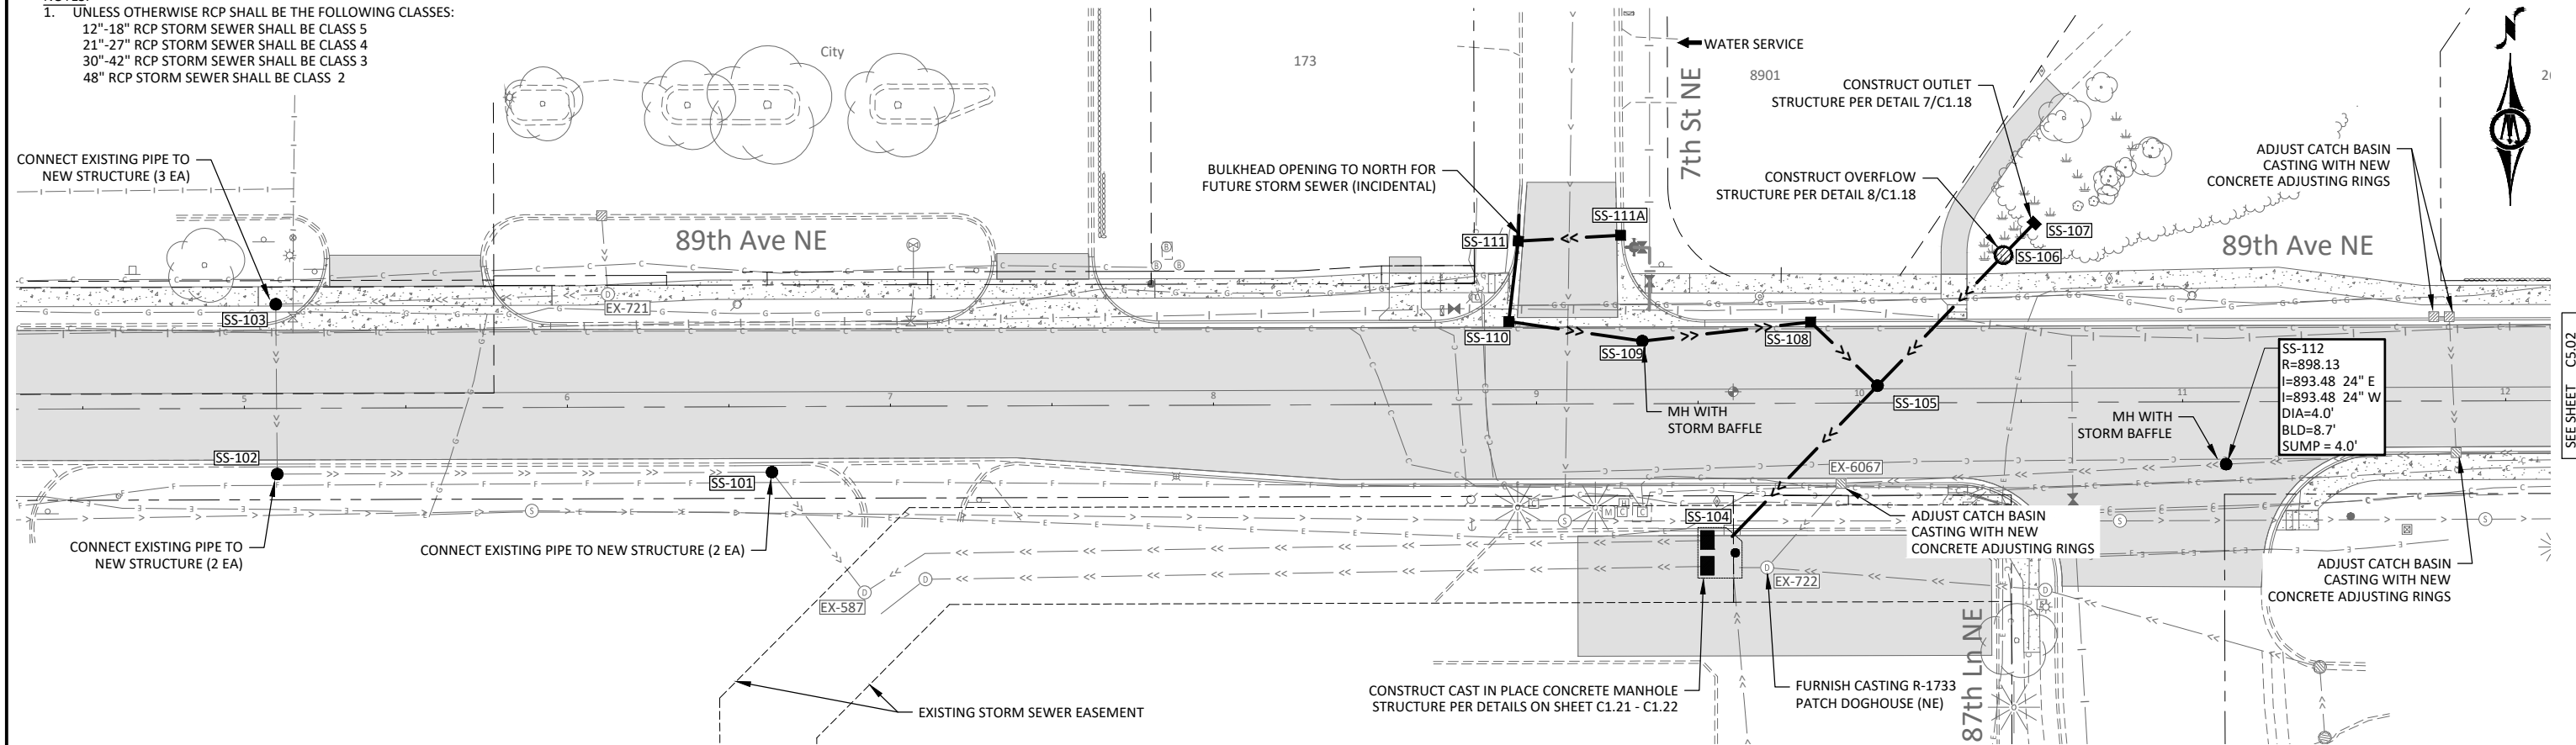 NOTES:
1. UNLESS OTHERWISE RCP SHALL BE THE FOLLOWING CLASSES:
12"-18" RCP STORM SEWER SHALL BE CLASS 5
21"-27" RCP STORM SEWER SHALL BE CLASS 4
30"-42" RCP STORM SEWER SHALL BE CLASS 3
48" RCP STORM SEWER SHALL BE CLASS 2
City
173
WATER SERVICE
8901
7th St NE
N
CONSTRUCT OUTLET
STRUCTURE PER DETAIL 7/C1.18
CONNECT EXISTING PIPE TO
NEW STRUCTURE (3 EA)
BULKHEAD OPENING TO NORTH FOR
FUTURE STORM SEWER (INCIDENTAL)
CONSTRUCT OVERFLOW
STRUCTURE PER DETAIL 8/C1.18
ADJUST CATCH BASIN
CASTING WITH NEW
CONCRETE ADJUSTING RINGS
89th Ave NE
SS-111
SS-111A
SS-107
SS-106
89th Ave NE
SS-103
EX-721
SS-110
SS-109
SS-108
SS-105
5
6
7
8
9
10
11
12
SS-112
R=898.13
I=893.48 24" E
I=893.48 24" W
DIA=4.0'
BLD=8.7'
SUMP = 4.0'
SEE SHEET C5.02
MH WITH
STORM BAFFLE
MH WITH
STORM BAFFLE
SS-102
SS-101
EX-6067
SS-104
ADJUST CATCH BASIN
CASTING WITH NEW
CONCRETE ADJUSTING RINGS
CONNECT EXISTING PIPE TO
NEW STRUCTURE (2 EA)
CONNECT EXISTING PIPE TO NEW STRUCTURE (2 EA)
EX-587
EX-722
ADJUST CATCH BASIN
CASTING WITH NEW
CONCRETE ADJUSTING RINGS
87th Ln NE
CONSTRUCT CAST IN PLACE CONCRETE MANHOLE
STRUCTURE PER DETAILS ON SHEET C1.21 - C1.22
FURNISH CASTING R-1733
PATCH DOGHOUSE (NE)
EXISTING STORM SEWER EASEMENT